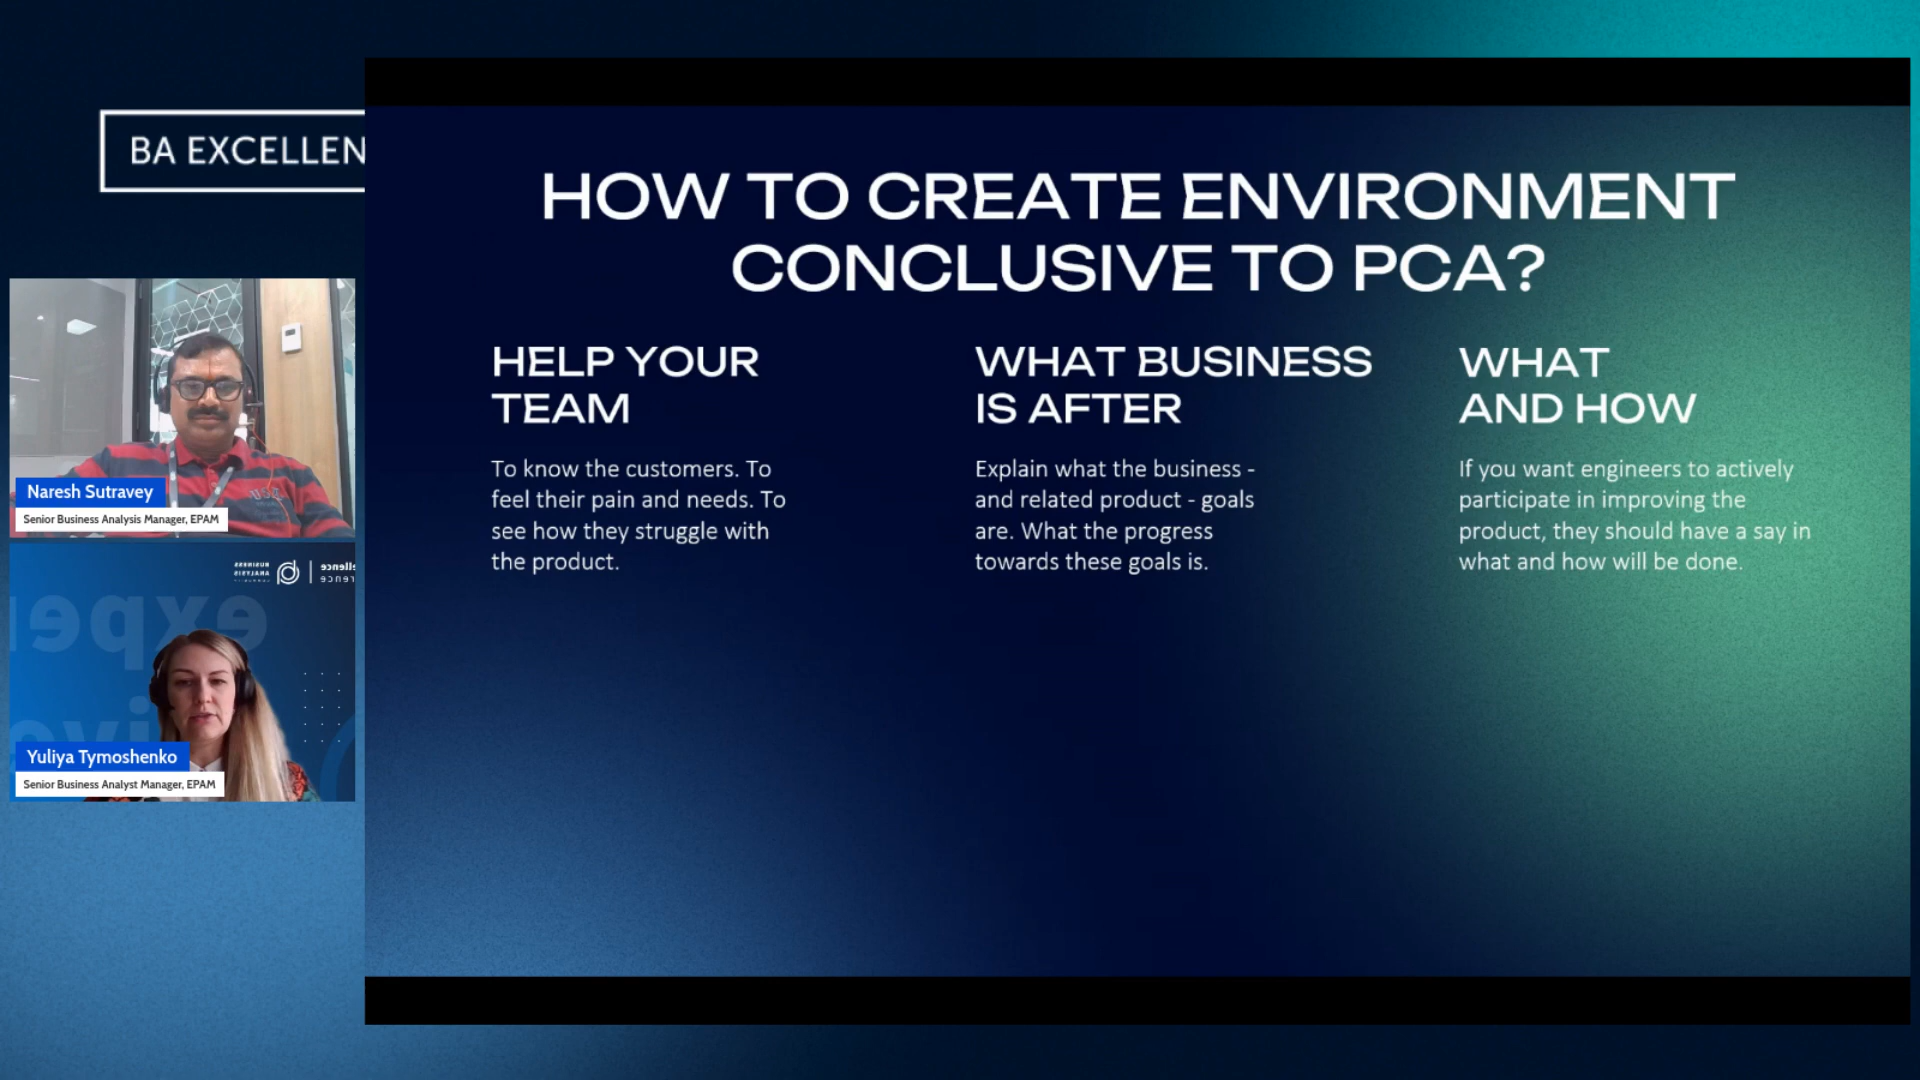 BA EXCELLEN
HOW TO CREATE ENVIRONMENT
CONCLUSIVE TO PCA?
HELP YOUR
TEAM
To know the customers. To
feel their pain and needs. To
see how they struggle with
the product.
WHAT BUSINESS
IS AFTER
Explain what the business -
and related product - goals
are. What the progress
towards these goals is.
WHAT
AND HOW
If you want engineers to actively
participate in improving the
product, they should have a say in
what and how will be done.
Naresh Sutravey
Senior Business Analysis Manager, EPAM
BUSINESS
ANALYSIS
Yuliya Tymoshenko
Senior Business Analyst Manager, EPAM